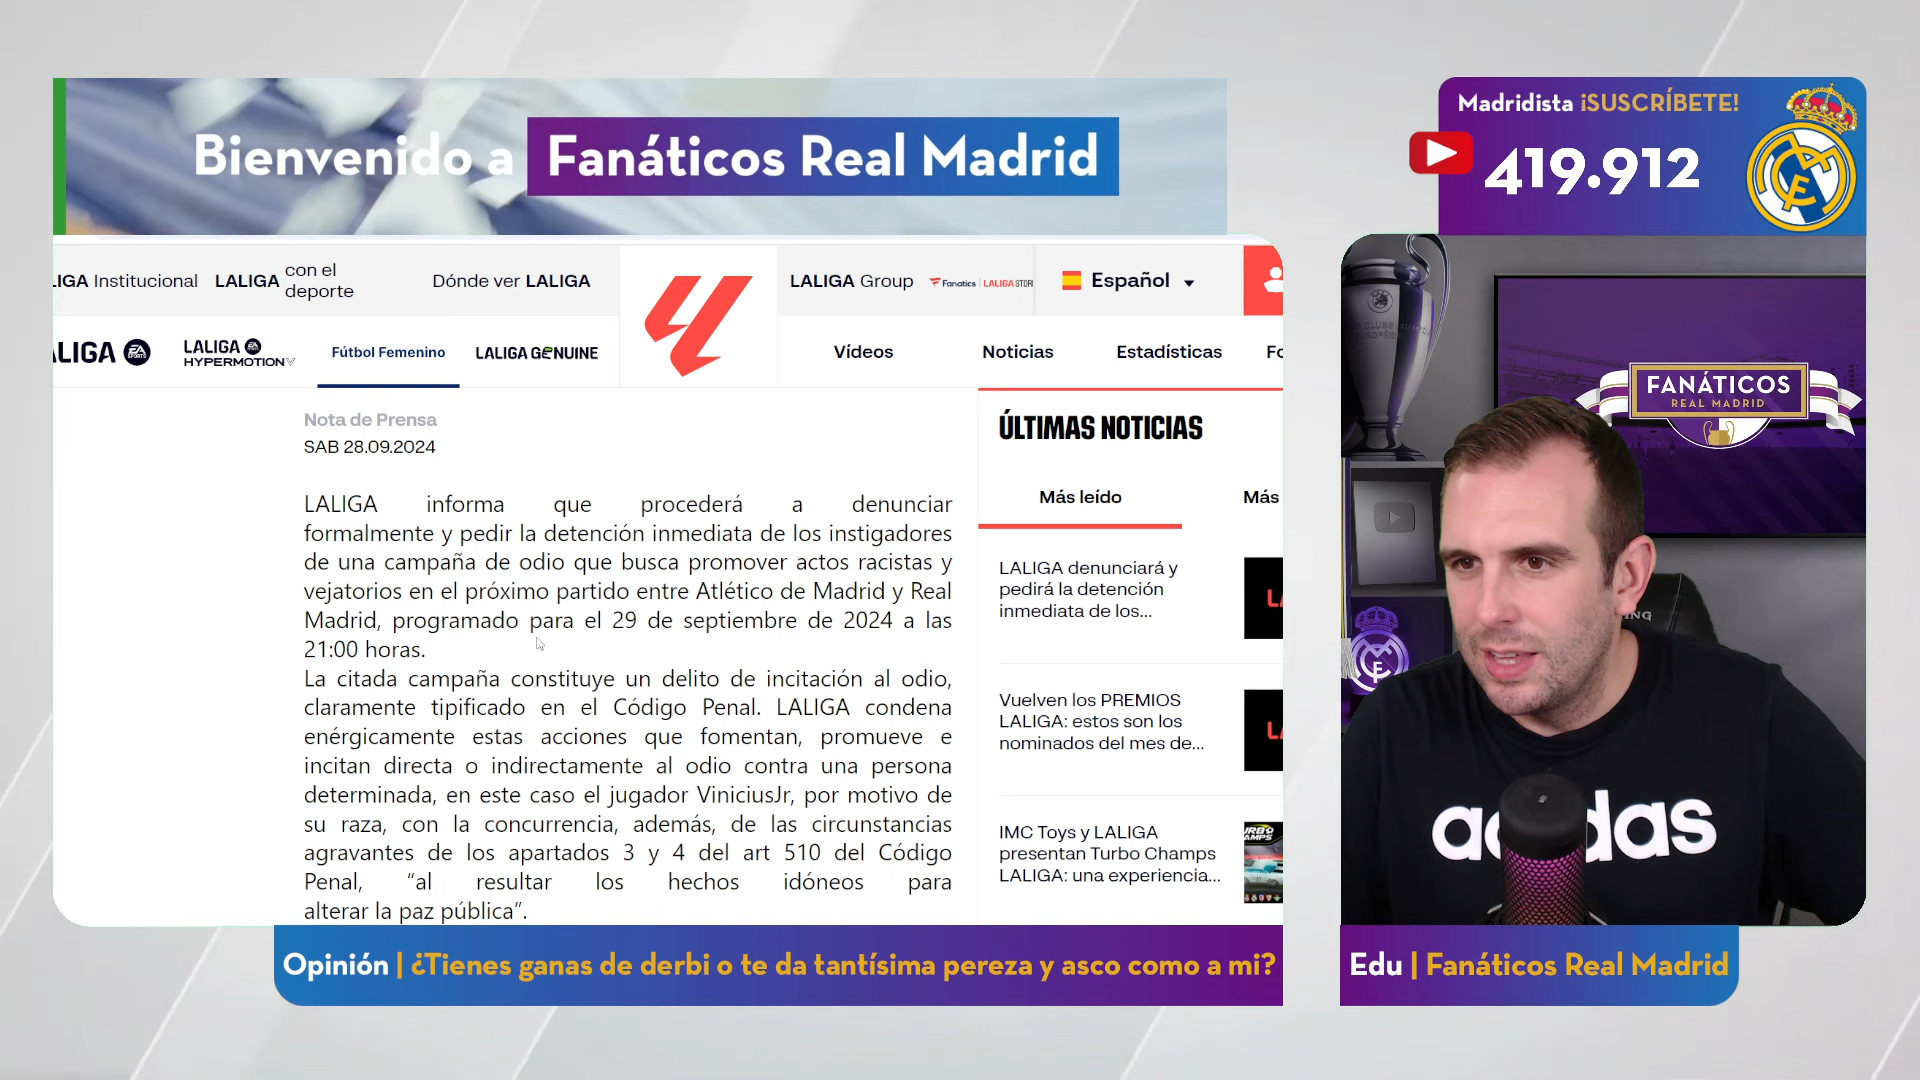 Bienvenido a Fanáticos Real Madrid
Madridista ¡SUSCRÍBETE!
419.912
IGA Institucional
LALIGA con el
deporte
Dónde ver LALIGA
LALIGA Group
Fanatics | LALIGA STOR
Español
ALIGA EA SPORTS
LALIGA
HYPERMOTION
Fútbol Femenino
LALIGA GENUINE
Vídeos
Noticias
Estadísticas
Fo
Nota de Prensa
SAB 28.09.2024
LALIGA informa que procederá a denunciar
formalmente y pedir la detención inmediata de los instigadores
de una campaña de odio que busca promover actos racistas y
vejatorios en el próximo partido entre Atlético de Madrid y Real
Madrid, programado para el 29 de septiembre de 2024 a las
21:00 horas.
La citada campaña constituye un delito de incitación al odio,
claramente tipificado en el Código Penal. LALIGA condena
enérgicamente estas acciones que fomentan, promueve e
incitan directa o indirectamente al odio contra una persona
determinada, en este caso el jugador ViniciusJr, por motivo de
su raza, con la concurrencia, además, de las circunstancias
agravantes de los apartados 3 y 4 del art 510 del Código
Penal, “al resultar los hechos idóneos para
alterar la paz pública”.
ÚLTIMAS NOTICIAS
Más leído
Más
LALIGA denunciará y
pedirá la detención
inmediata de los...
Vuelven los PREMIOS
LALIGA: estos son los
nominados del mes de...
IMC Toys y LALIGA
presentan Turbo Champs
LALIGA: una experiencia...
FANÁTICOS
REAL MADRID
adidas
Opinión | ¿Tienes ganas de derbi o te da tantísima pereza y asco como a mi?
Edu | Fanáticos Real Madrid